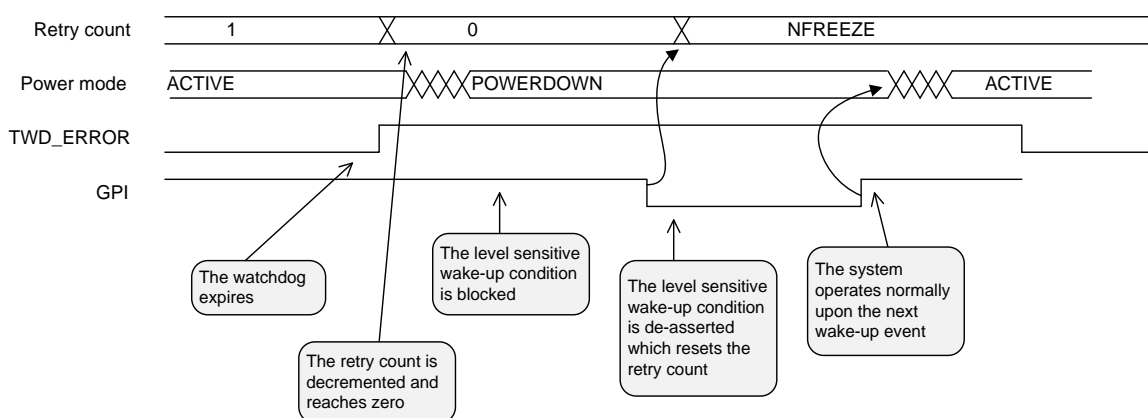 Retry count
1
0
NFREEZE
Power mode
ACTIVE
POWERDOWN
ACTIVE
TWD_ERROR
GPI
The watchdog
expires
The retry count is
decremented and
reaches zero
The level sensitive
wake-up condition
is blocked
The level sensitive
wake-up condition
is de-asserted
which resets the
retry count
The system
operates normally
upon the next
wake-up event